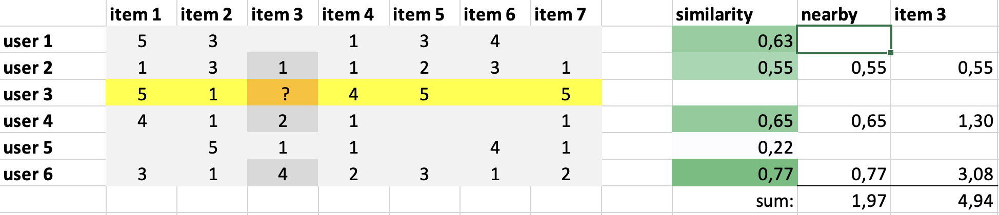 item 1 item 2 item 3 item 4 item 5 item 6 item 7 similarity nearby item 3
user 1 5 3 1 3 4 0,63
user 2 1 3 1 1 2 3 1 0,55 0,55 0,55
user 3 5 1 ? 4 5 5
user 4 4 1 2 1 1 0,65 0,65 1,30
user 5 5 1 1 4 1 0,22
user 6 3 1 4 2 3 1 2 0,77 0,77 3,08
sum: 1,97 4,94